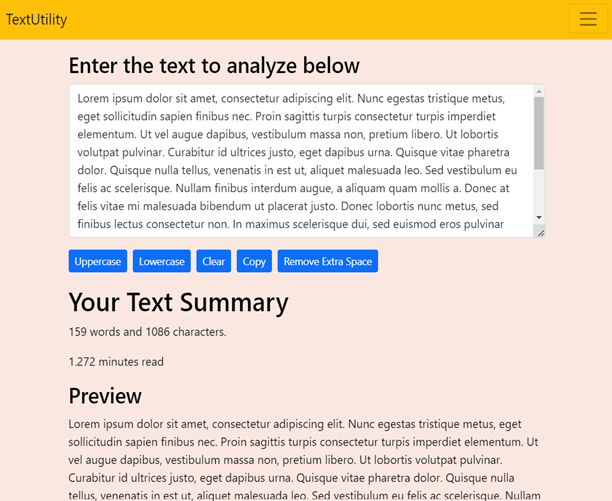 TextUtility
Enter the text to analyze below
Lorem ipsum dolor sit amet, consectetur adipiscing elit. Nunc egestas tristique metus,
eget sollicitudin sapien finibus nec. Proin sagittis turpis consectetur turpis imperdiet
elementum. Ut vel augue dapibus, vestibulum massa non, pretium libero. Ut lobortis
volutpat pulvinar. Curabitur id ultrices justo, eget dapibus urna. Quisque vitae pharetra
dolor. Quisque nulla tellus, venenatis in est ut, aliquet malesuada leo. Sed vestibulum eu
felis ac scelerisque. Nullam finibus interdum augue, a aliquam quam mollis a. Donec at
felis vitae mi malesuada bibendum ut placerat justo. Donec lobortis nunc metus, sed
finibus lectus consectetur non. In maximus scelerisque dui, sed euismod eros pulvinar
Uppercase Lowercase Clear Copy Remove Extra Space
Your Text Summary
159 words and 1086 characters.
1.272 minutes read
Preview
Lorem ipsum dolor sit amet, consectetur adipiscing elit. Nunc egestas tristique metus, eget
sollicitudin sapien finibus nec. Proin sagittis turpis consectetur turpis imperdiet elementum. Ut
vel augue dapibus, vestibulum massa non, pretium libero. Ut lobortis volutpat pulvinar.
Curabitur id ultrices justo, eget dapibus urna. Quisque vitae pharetra dolor. Quisque nulla
tellus, venenatis in est ut, aliquet malesuada leo. Sed vestibulum eu felis ac scelerisque. Nullam